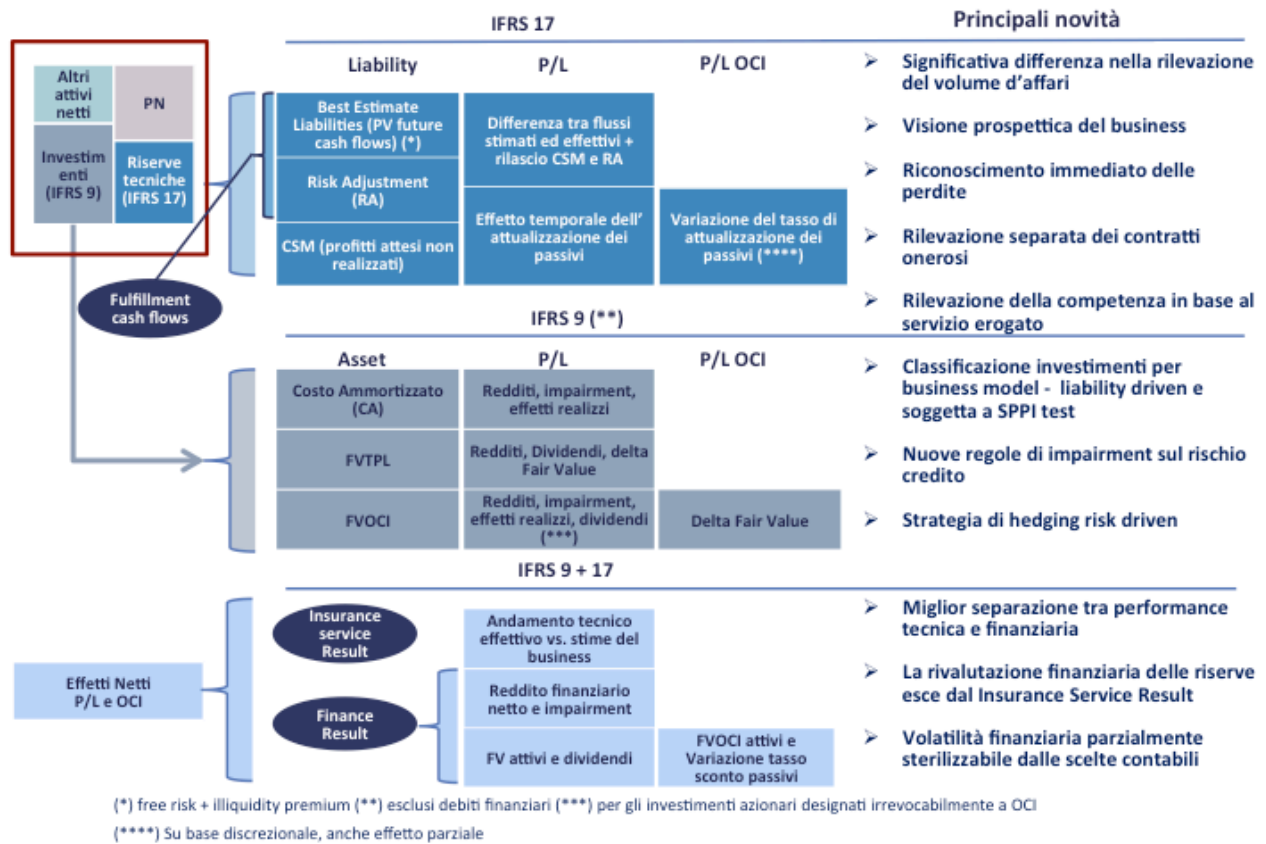 IFRS 17
Principali novità
Altri
attivi
netti
PN
Investim
enti
(IFRS 9)
Riserve
tecniche
(IFRS 17)
Fulfillment
cash flows
Liability
P/L
P/L OCI
Best Estimate
Liabilities (PV future
cash flows) (*)
Differenza tra flussi
stimati ed effettivi +
rilascio CSM e RA
Risk Adjustment
(RA)
Effetto temporale dell’
attualizzazione dei
passivi
Variazione del tasso di
attualizzazione dei
passivi (****)
CSM (profitti attesi non
realizzati)
➢ Significativa differenza nella rilevazione
del volume d’affari
➢ Visione prospettica del business
➢ Riconoscimento immediato delle
perdite
➢ Rilevazione separata dei contratti
onerosi
➢ Rilevazione della competenza in base al
servizio erogato
IFRS 9 (**)
Asset
P/L
P/L OCI
Costo Ammortizzato
(CA)
Redditi, impairment,
effetti realizzi
FVTPL
Redditi, Dividendi, delta
Fair Value
FVOCI
Redditi, impairment,
effetti realizzi, dividendi
(***)
Delta Fair Value
➢ Classificazione investimenti per
business model - liability driven e
soggetta a SPPI test
➢ Nuove regole di impairment sul rischio
credito
➢ Strategia di hedging risk driven
IFRS 9 + 17
Effetti Netti
P/L e OCI
Insurance
service
Result
Andamento tecnico
effettivo vs. stime del
business
Finance
Result
Reddito finanziario
netto e impairment
FV attivi e dividendi
FVOCI attivi e
Variazione tasso
sconto passivi
➢ Miglior separazione tra performance
tecnica e finanziaria
➢ La rivalutazione finanziaria delle riserve
esce dal Insurance Service Result
➢ Volatilità finanziaria parzialmente
sterilizzabile dalle scelte contabili
(*) free risk + illiquidity premium (**) esclusi debiti finanziari (***) per gli investimenti azionari designati irrevocabilmente a OCI
(****) Su base discrezionale, anche effetto parziale